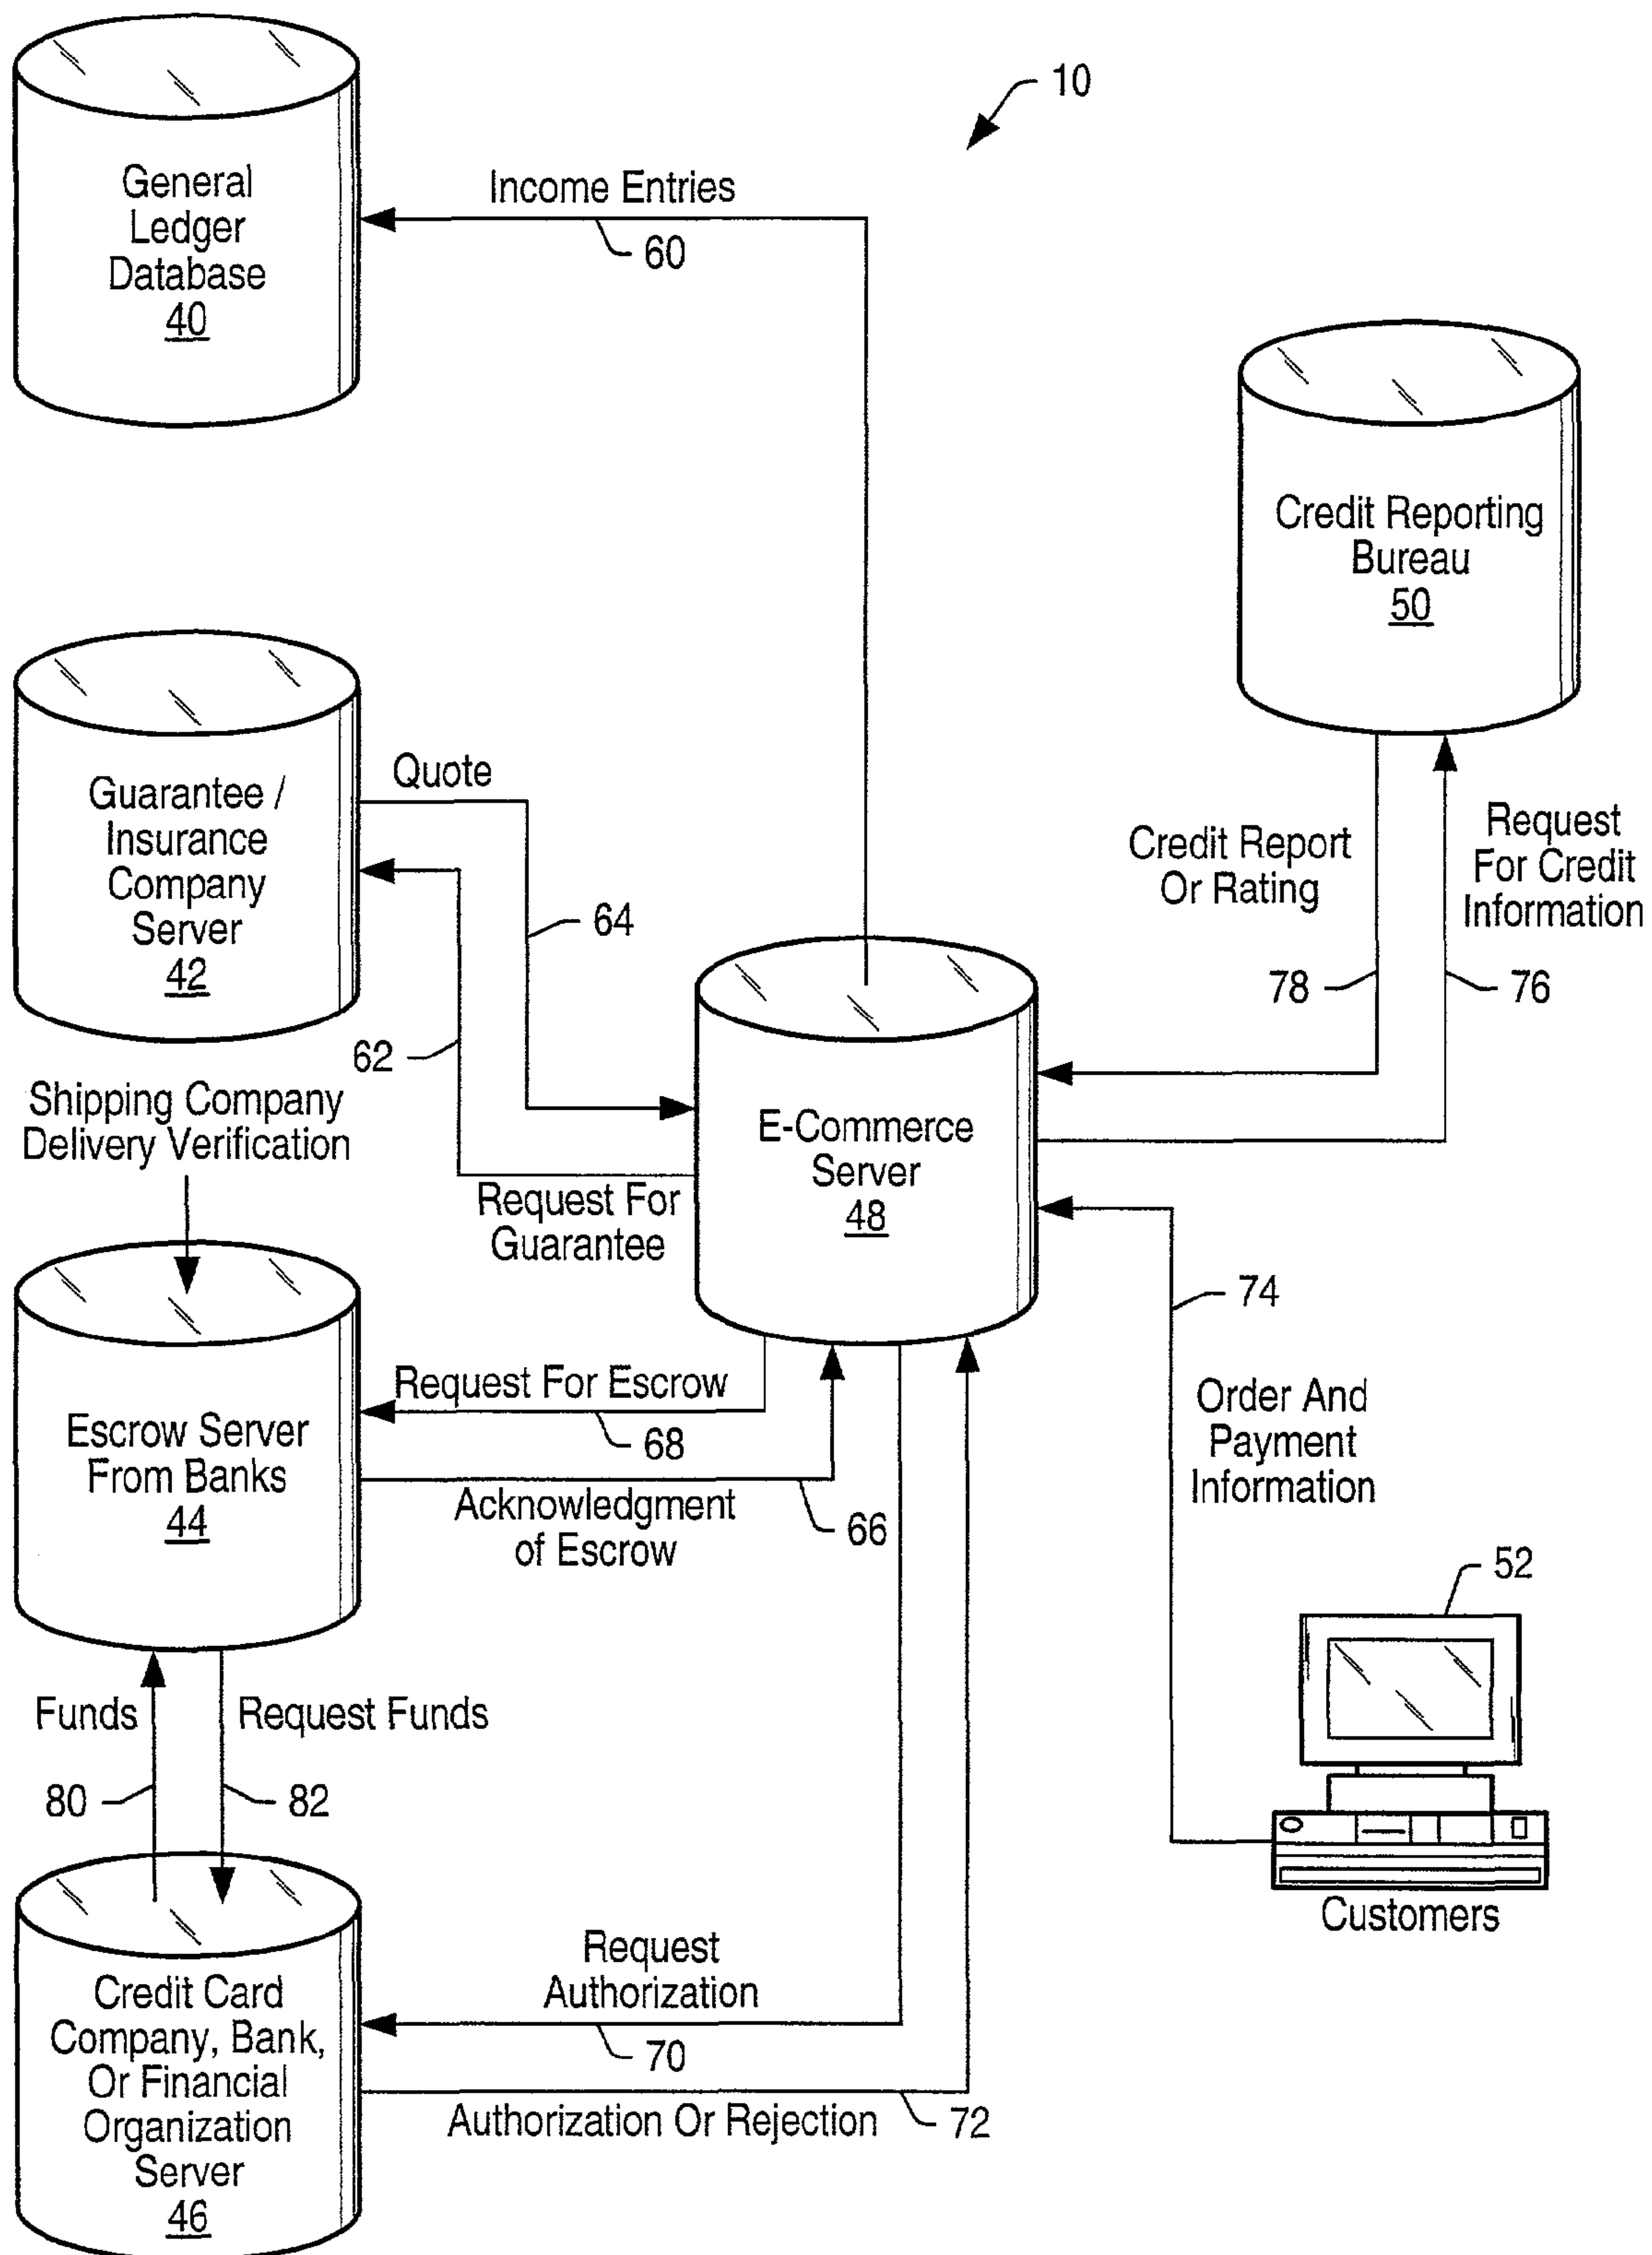 10
General
Ledger
Database
40
Income Entries
60
Credit Reporting
Bureau
50
Guarantee /
Insurance
Company
Server
42
Quote
64
62
Request For
Guarantee
Credit Report
Or Rating
78
Request
For Credit
Information
76
E-Commerce
Server
48
Shipping Company
Delivery Verification
74
Order And
Payment
Information
Escrow Server
From Banks
44
Request For Escrow
68
Acknowledgment
of Escrow
66
52
Customers
Funds
Request Funds
80
82
Credit Card
Company, Bank,
Or Financial
Organization
Server
46
Request
Authorization
70
Authorization Or Rejection
72